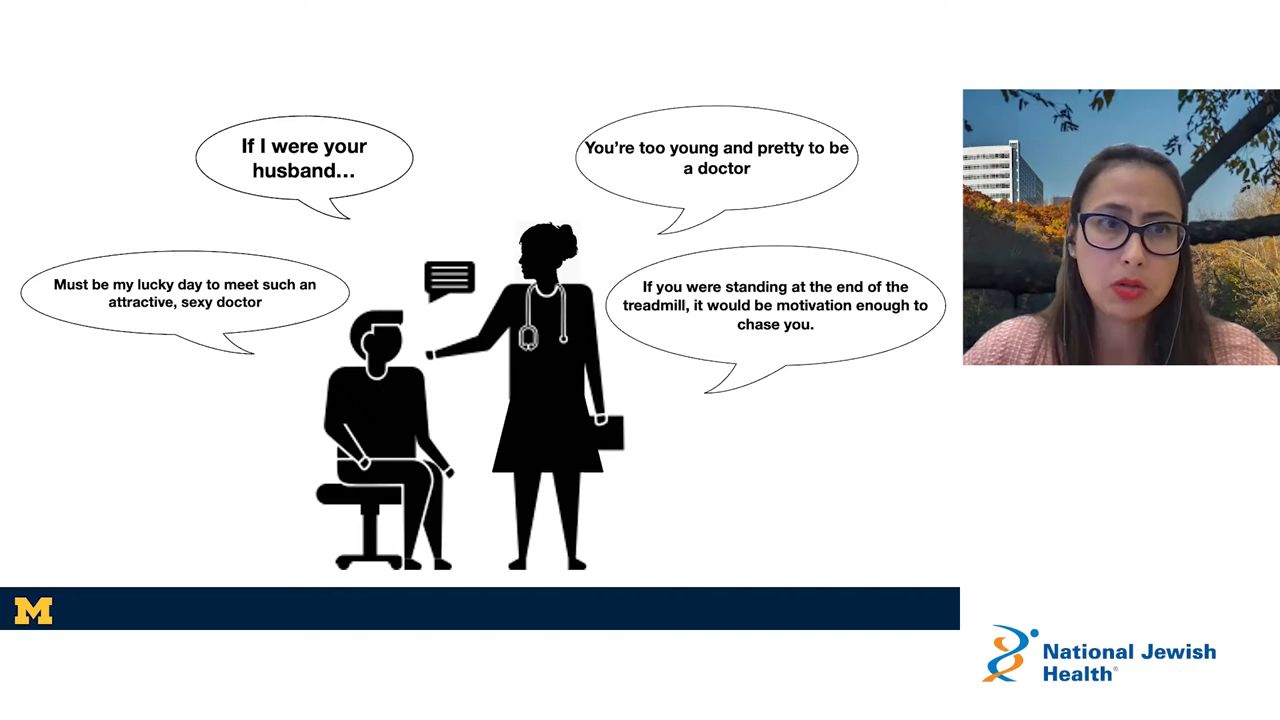 If I were your
husband...
You're too young and pretty to be
a doctor
Must be my lucky day to meet such an
attractive, sexy doctor
If you were standing at the end of the
treadmill, it would be motivation enough to
chase you.
M
National Jewish
Health®